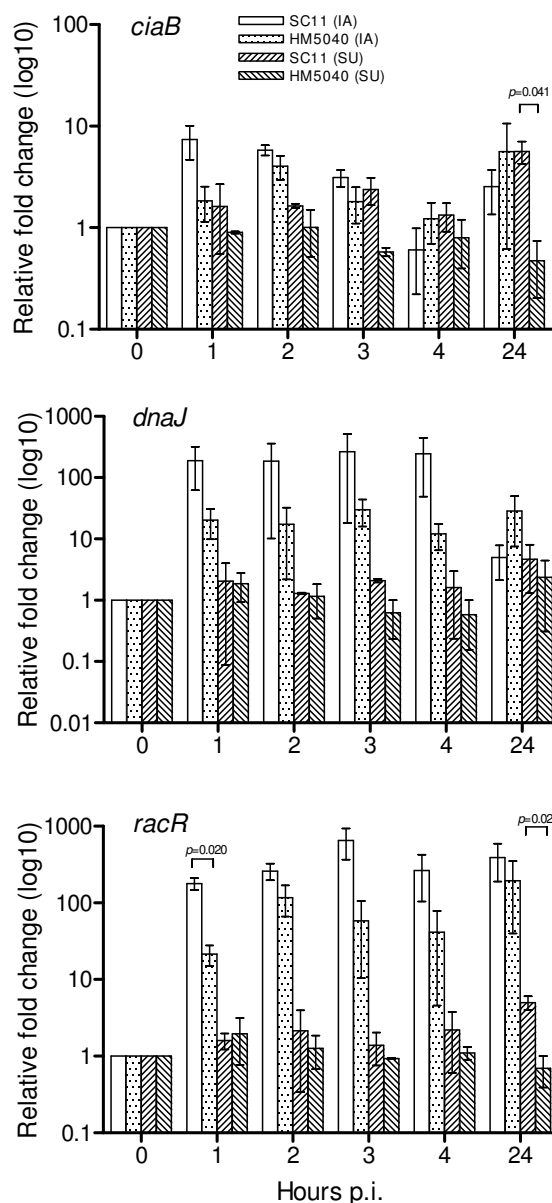 ciaB
SC11 (IA)
HM5040 (IA)
SC11 (SU)
HM5040 (SU)
p=0.041
Relative fold change (log10)
100
10
1
0.1
0 1 2 3 4 24
dnaJ
Relative fold change (log10)
1000
100
10
1
0.1
0.01
0 1 2 3 4 24
racR
p=0.020
p=0.02
Relative fold change (log10)
1000
100
10
1
0.1
0 1 2 3 4 24
Hours p.i.